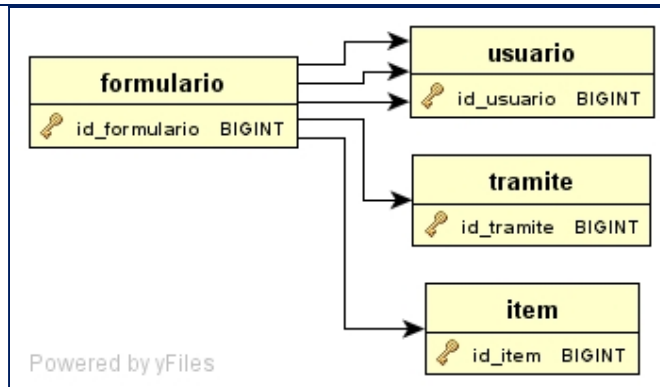 formulario
id_formulario BIGINT
usuario
id_usuario BIGINT
tramite
id_tramite BIGINT
item
id_item BIGINT
Powered by yFiles